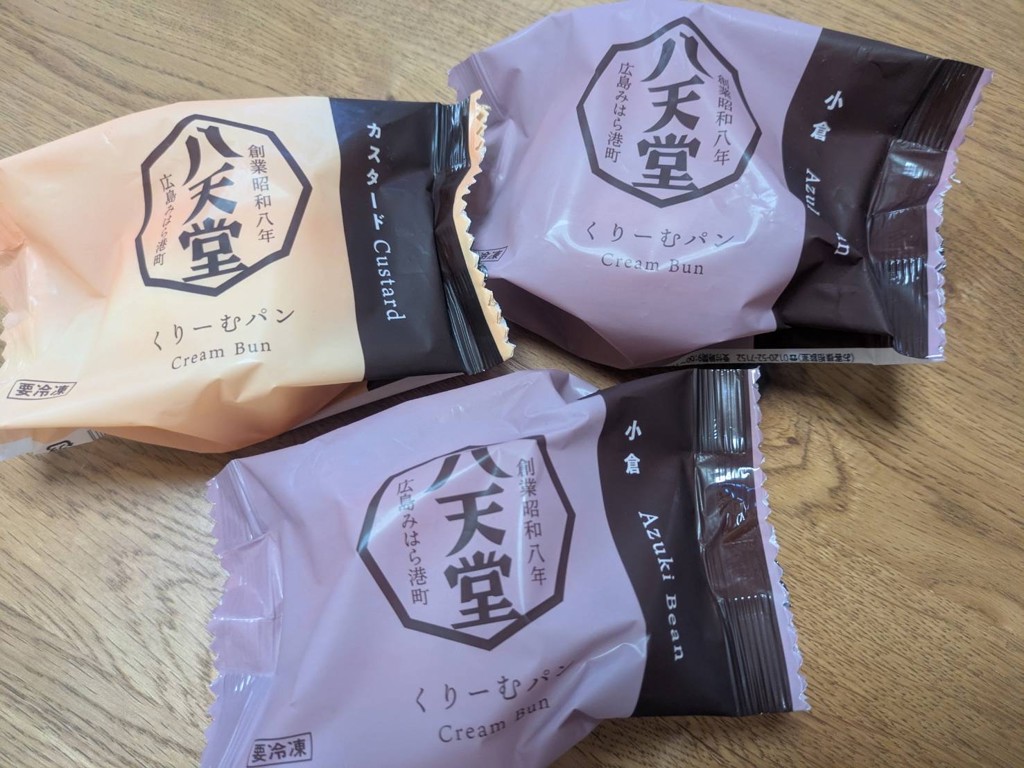 創業昭和八年
八天堂
広島みはら港町
くりーむパン
Cream Bun
要冷凍
カスタード Custard
創業昭和八年
八天堂
広島みはら港町
くりーむパン
Cream Bun
小倉
創業昭和八年
八天堂
広島みはら港町
くりーむパン
Cream Bun
要冷凍
小倉 Azuki Bean